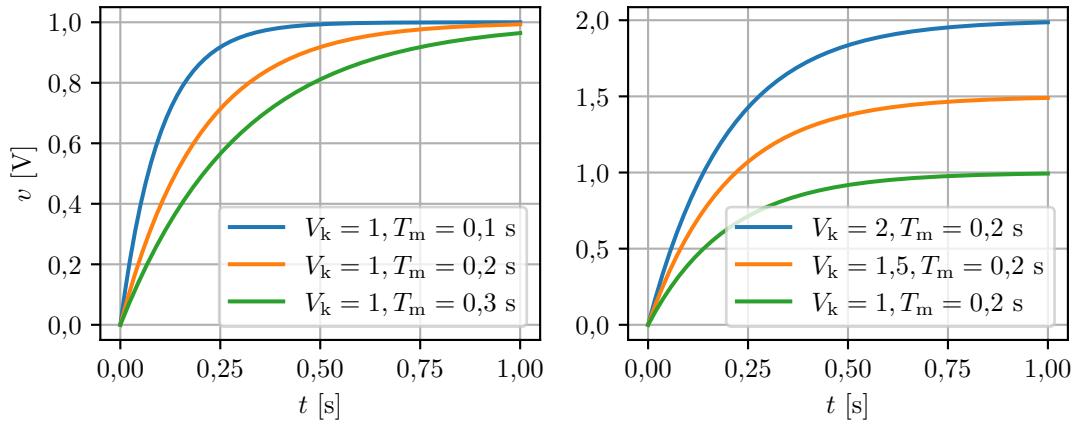 1,0
0,8
0,6
0,4
0,2
0,0
v [V]
0,00 0,25 0,50 0,75 1,00
t [s]
V_k = 1, T_m = 0,1 s
V_k = 1, T_m = 0,2 s
V_k = 1, T_m = 0,3 s
2,0
1,5
1,0
0,5
0,0
0,00 0,25 0,50 0,75 1,00
t [s]
V_k = 2, T_m = 0,2 s
V_k = 1,5, T_m = 0,2 s
V_k = 1, T_m = 0,2 s